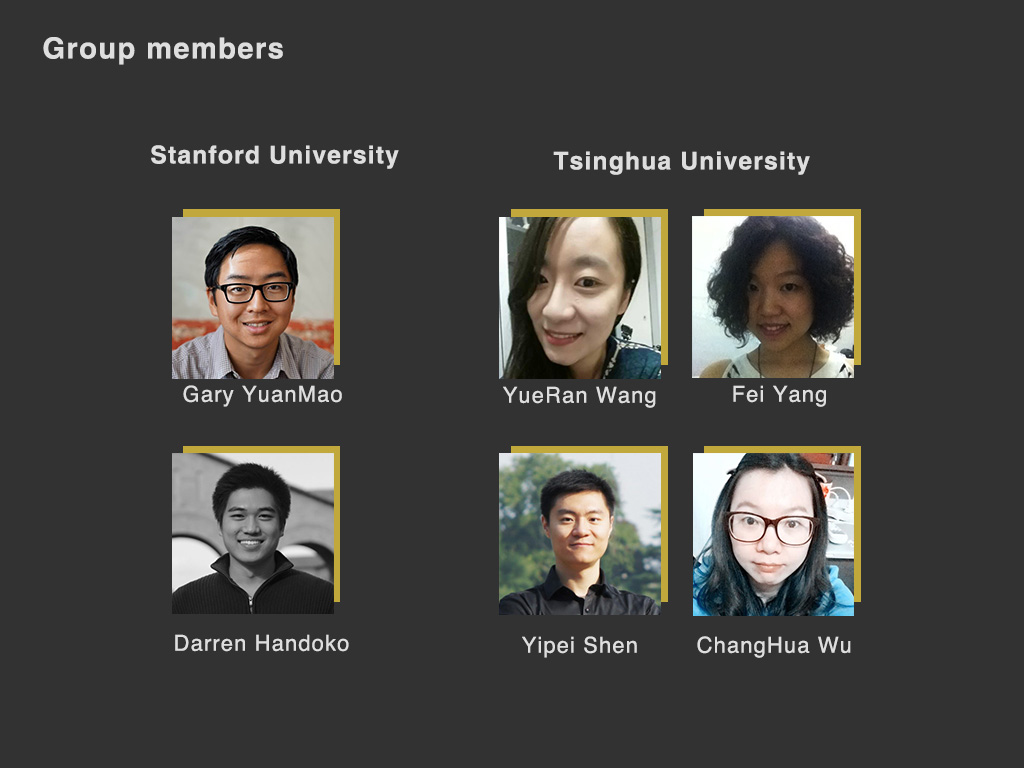 Group members
Stanford University
Tsinghua University
Gary YuanMao
YueRan Wang
Fei Yang
Darren Handoko
Yipei Shen
ChangHua Wu